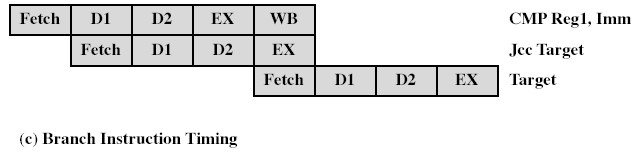 Fetch D1 D2 EX WB CMP Reg1, Imm
Fetch D1 D2 EX Jcc Target
Fetch D1 D2 EX Target
(c) Branch Instruction Timing